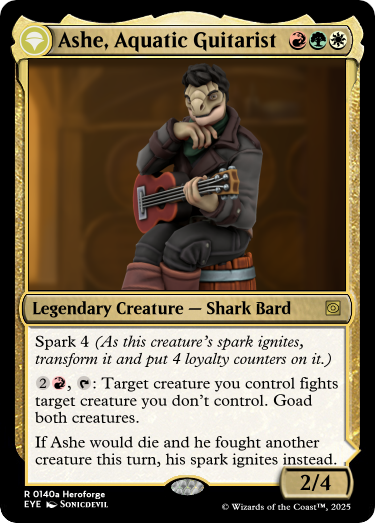 Ashe, Aquatic Guitarist
Legendary Creature — Shark Bard
Spark 4 (As this creature's spark ignites,
transform it and put 4 loyalty counters on it.)
2, : Target creature you control fights
target creature you don't control. Goad
both creatures.
If Ashe would die and he fought another
creature this turn, his spark ignites instead.
2/4
R 0140a Heroforge
EYE SonicDevil
© Wizards of the Coast™, 2025